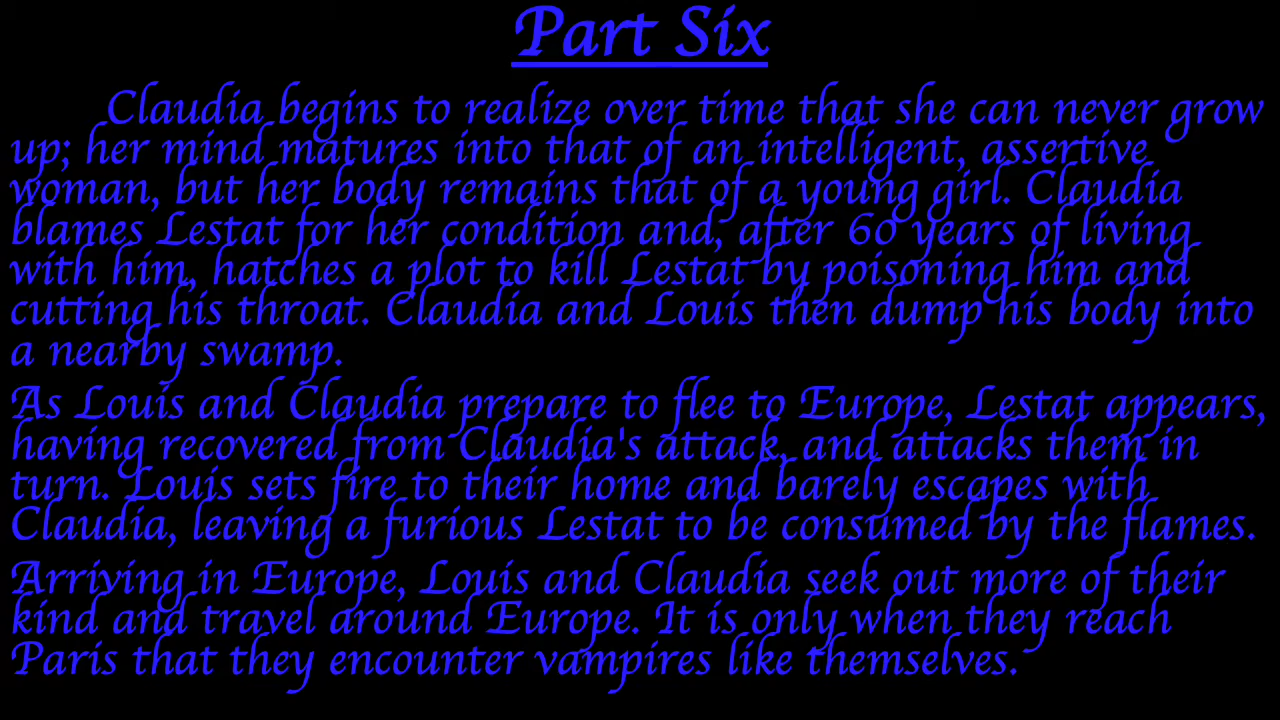 Part Six
Claudia begins to realize over time that she can never grow
up; her mind matures into that of an intelligent, assertive
woman, but her body remains that of a young girl. Claudia
blames Lestat for her condition and, after 60 years of living
with him, hatches a plot to kill Lestat by poisoning him and
cutting his throat. Claudia and Louis then dump his body into
a nearby swamp.
As Louis and Claudia prepare to flee to Europe, Lestat appears,
having recovered from Claudia's attack, and attacks them in
turn. Louis sets fire to their home and barely escapes with
Claudia, leaving a furious Lestat to be consumed by the flames.
Arriving in Europe, Louis and Claudia seek out more of their
kind and travel around Europe. It is only when they reach
Paris that they encounter vampires like themselves.